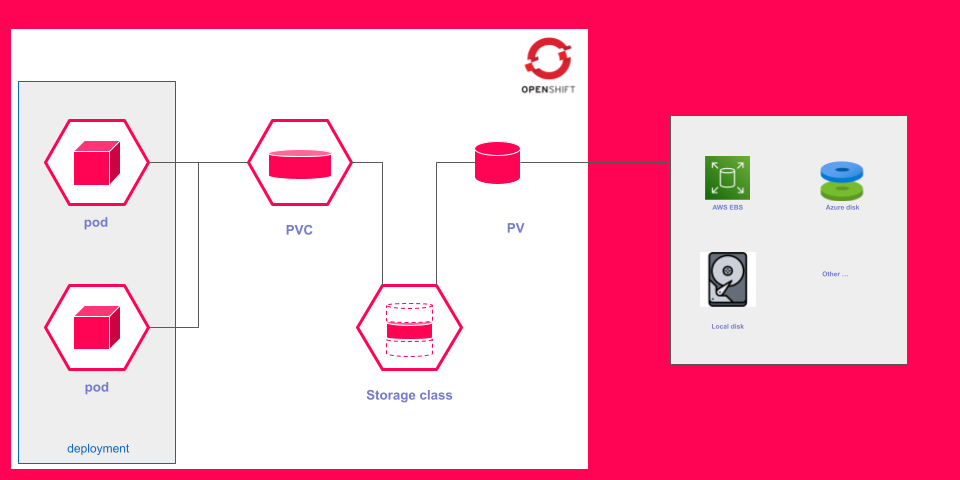 OPENSHIFT
pod
PVC
PV
pod
Storage class
deployment
AWS EBS
Azure disk
Other ...
Local disk